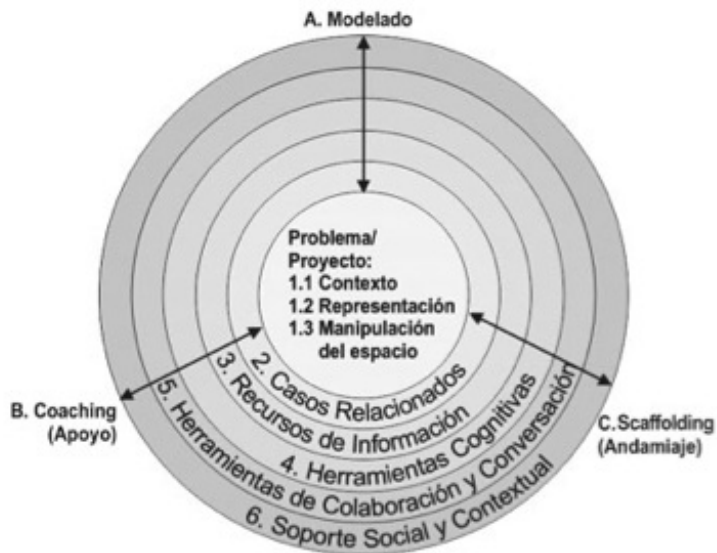 A. Modelado
Problema/
Proyecto:
1.1 Contexto
1.2 Representación
1.3 Manipulación
del espacio
2. Casos Relacionados
3. Recursos de Información
4. Herramientas Cognitivas
5. Herramientas de Colaboración y Conversación
6. Soporte Social y Contextual
B. Coaching
(Apoyo)
C.Scaffolding
(Andamiaje)